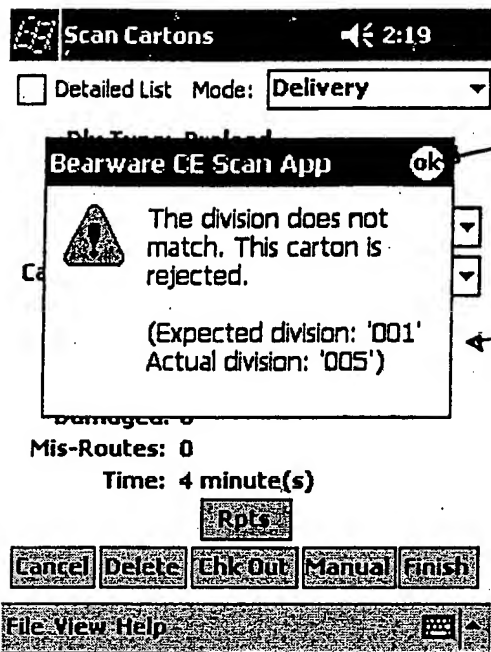 Scan Cartons 2:19
Detailed List Mode: Delivery
Bearware CE Scan App ok
The division does not
match. This carton is
rejected.
(Expected division: '001'
Actual division: '005')
Damaged: 0
Mis-Routes: 0
Time: 4 minute(s)
Rpts
Cancel Delete Chk Out Manual Finish
File View Help